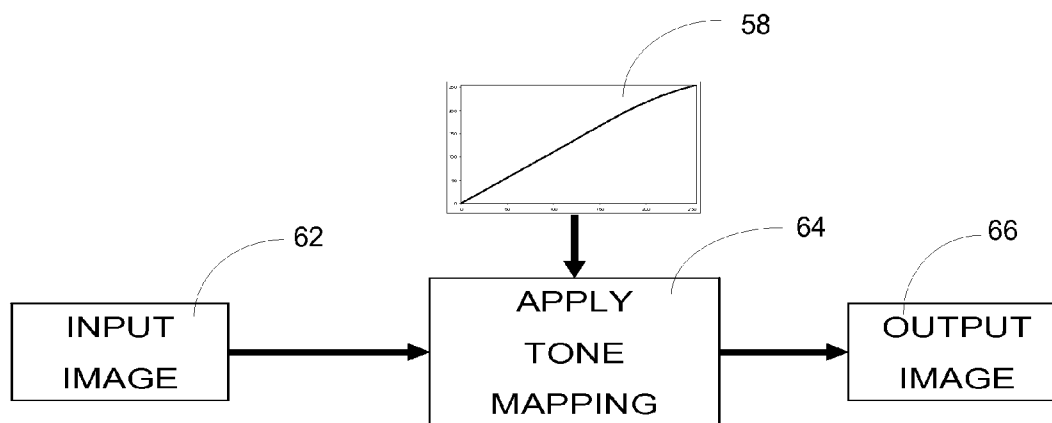 58
62
64
66
INPUT
IMAGE
APPLY
TONE
MAPPING
OUTPUT
IMAGE